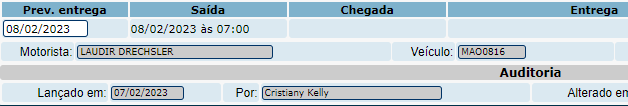 Prev. entrega Saída Chegada Entrega
08/02/2023 08/02/2023 às 07:00
Motorista: LAUDIR DRECHSLER Veículo: MAO0816
Auditoria
Lançado em: 07/02/2023 Por: Cristiany Kelly Alterado em